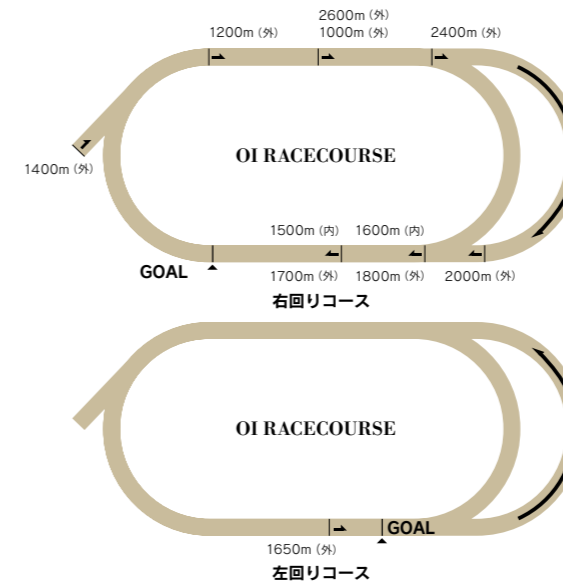 2600m (外)
1200m (外)
1000m (外)
2400m (外)
OI RACECOURSE
1400m (外)
1500m (内)
1600m (内)
GOAL
1700m (外)
1800m (外)
2000m (外)
右回りコース
OI RACECOURSE
GOAL
1650m (外)
左回りコース